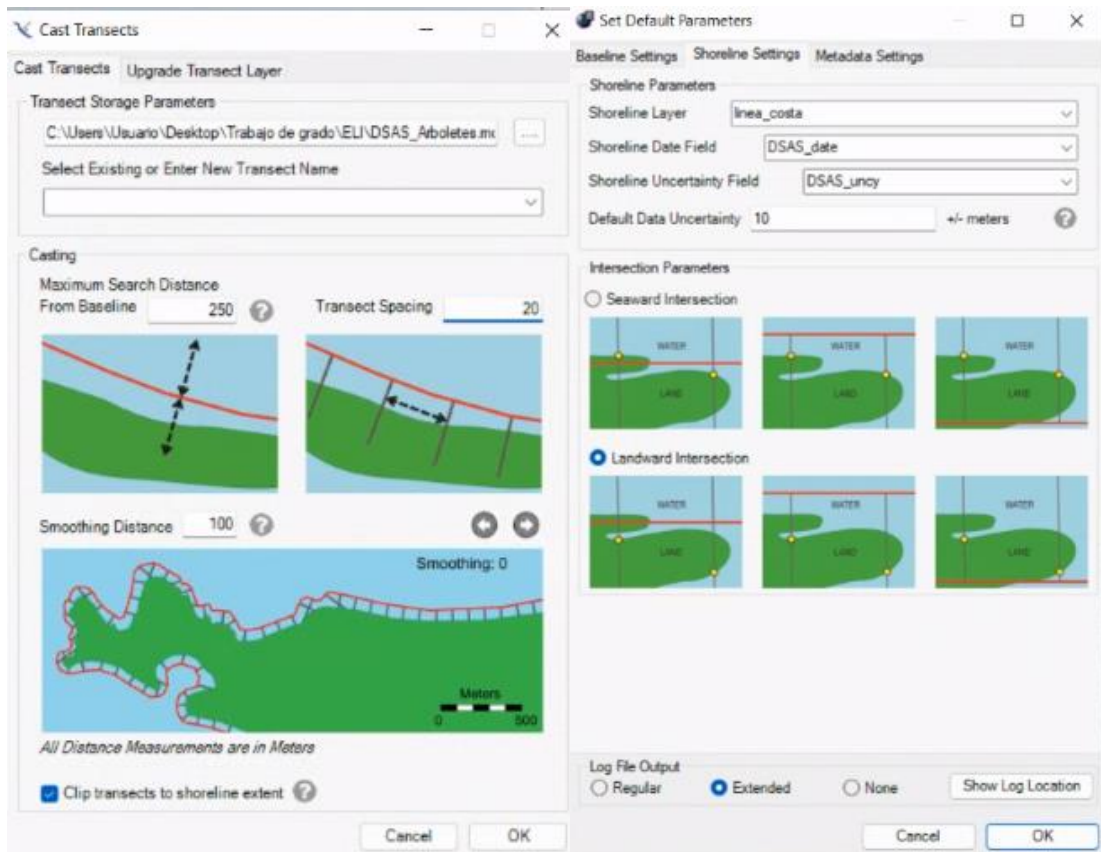 Cast Transects
Cast Transects Upgrade Transect Layer
Transect Storage Parameters
C:\Users\Usuario\Desktop\Trabajo de grado\ELI\DSAS_Arboletes.mc
Select Existing or Enter New Transect Name
Casting
Maximum Search Distance
From Baseline 250 Transect Spacing 20
Smoothing Distance 100
Smoothing: 0
Meters
0 500
All Distance Measurements are in Meters
Clip transects to shoreline extent
Cancel OK
Set Default Parameters
Baseline Settings Shoreline Settings Metadata Settings
Shoreline Parameters
Shoreline Layer linea_costa
Shoreline Date Field DSAS_date
Shoreline Uncertainty Field DSAS_uncy
Default Data Uncertainty 10 +/- meters
Intersection Parameters
Seaward Intersection
WATER WATER WATER
LAND LAND LAND
Landward Intersection
WATER WATER WATER
LAND LAND LAND
Log File Output
Regular Extended None Show Log Location
Cancel OK